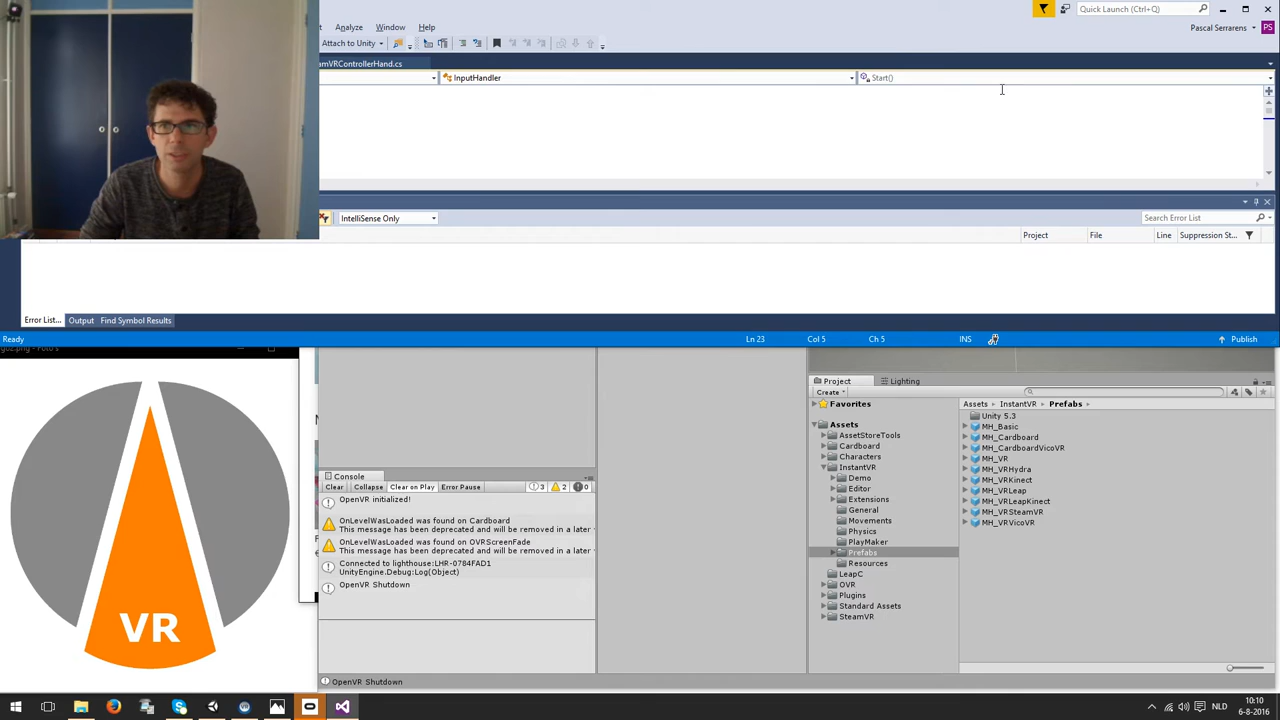 Quick Launch (Ctrl+Q)
Analyze Window Help
Pascal Serrarens PS
Attach to Unity
amVRControllerHand.cs
InputHandler
Start()
IntelliSense Only
Search Error List
Project File Line Suppression St...
Error List... Output Find Symbol Results
Ready Ln 23 Col 5 Ch 5 INS Publish
VR
Project Lighting
Create
Favorites
Assets
AssetStoreTools
Cardboard
Characters
InstantVR
Demo
Editor
Extensions
General
Movements
Physics
PlayMaker
Prefabs
Resources
LeapC
OVR
Plugins
Standard Assets
SteamVR
Assets InstantVR Prefabs
Unity 5.3
MH_Basic
MH_Cardboard
MH_CardboardVicoVR
MH_VR
MH_VRHydra
MH_VRKinect
MH_VRLeap
MH_VRLeapKinect
MH_VRSteamVR
MH_VRVicoVR
Console
Clear Collapse Clear on Play Error Pause 3 2 0
OpenVR initialized!
OnLevelWasLoaded was found on Cardboard
This message has been deprecated and will be removed in a later
OnLevelWasLoaded was found on OVRScreenFade
This message has been deprecated and will be removed in a later
Connected to lighthouse:LHR-0784FAD1
UnityEngine.Debug:Log(Object)
OpenVR Shutdown
OpenVR Shutdown
NLD
10:10
6-8-2016